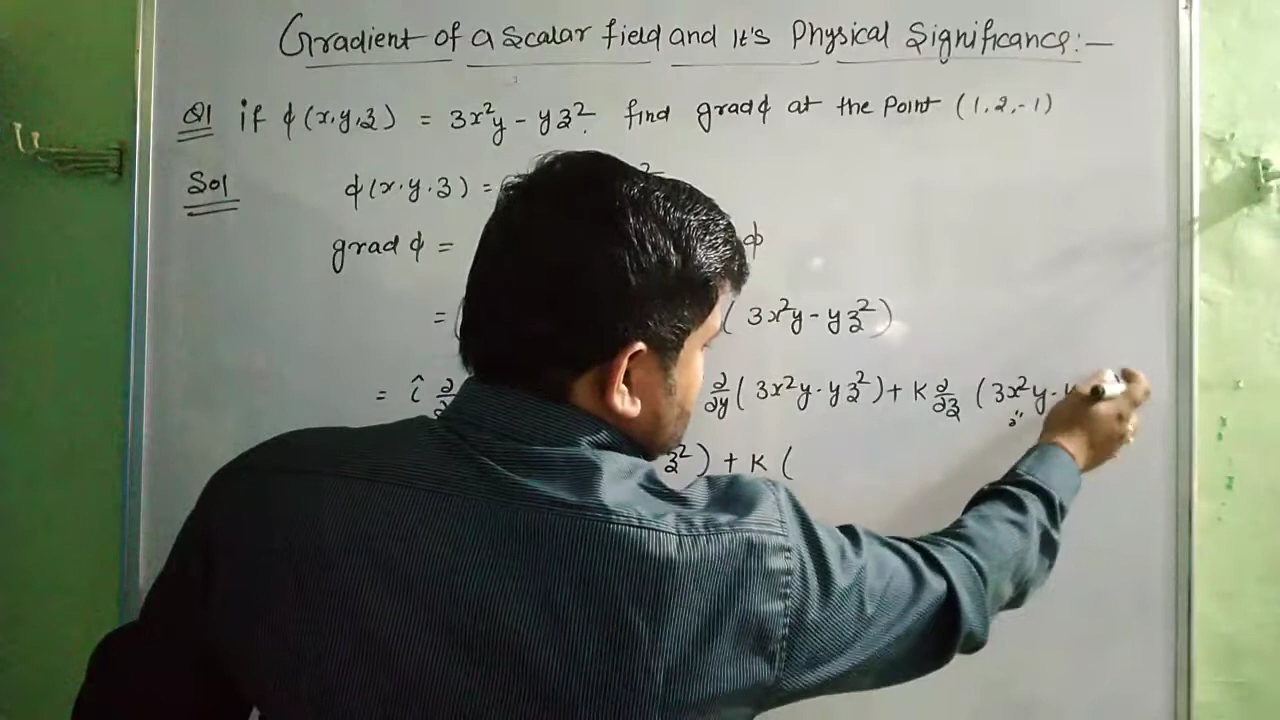 Gradient of a Scalar field and it's Physical Significance:-
Q1 if ϕ(x,y,z) = 3x²y - yz². find gradϕ at the Point (1,2,-1)
Sol ϕ(x.y.z) =
grad ϕ = ϕ
= ( (3x²y - yz²)
= î ∂ ∂/∂y (3x²y - yz²) + K ∂/∂z (3x²y -
z²) + K (